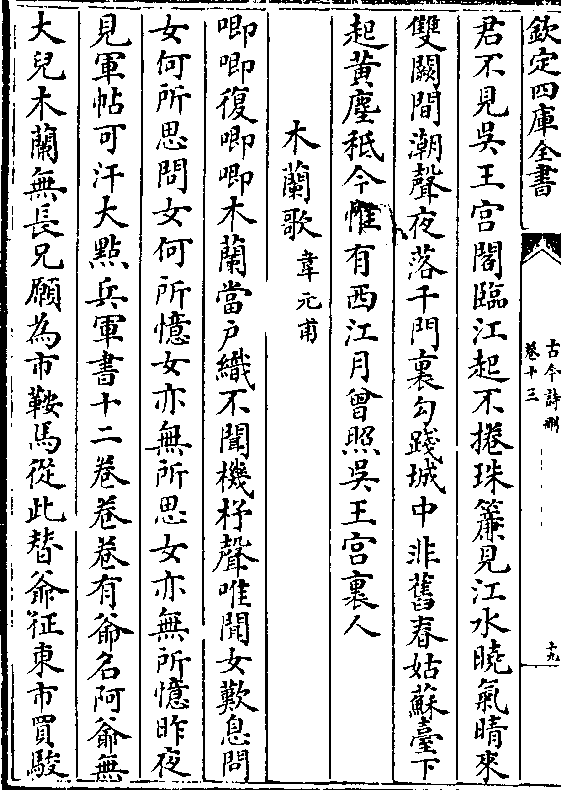 欽定四庫全書
古今詩刪
卷十三
十九
君不見吳王宮閣臨江起不捲珠簾見江水曉氣晴來
雙闕間潮聲夜落千門裏勾踐城中非舊春姑蘇臺下
起黃塵秪今惟有西江月曾照吳王宮裏人
木蘭歌 韋元甫
唧唧復唧唧木蘭當戶織不聞機杼聲唯聞女歎息問
女何所思問女何所憶女亦無所思女亦無所憶昨夜
見軍帖可汗大點兵軍書十二卷卷卷有爺名阿爺無
大兒木蘭無長兄願為市鞍馬從此替爺征東市買駿